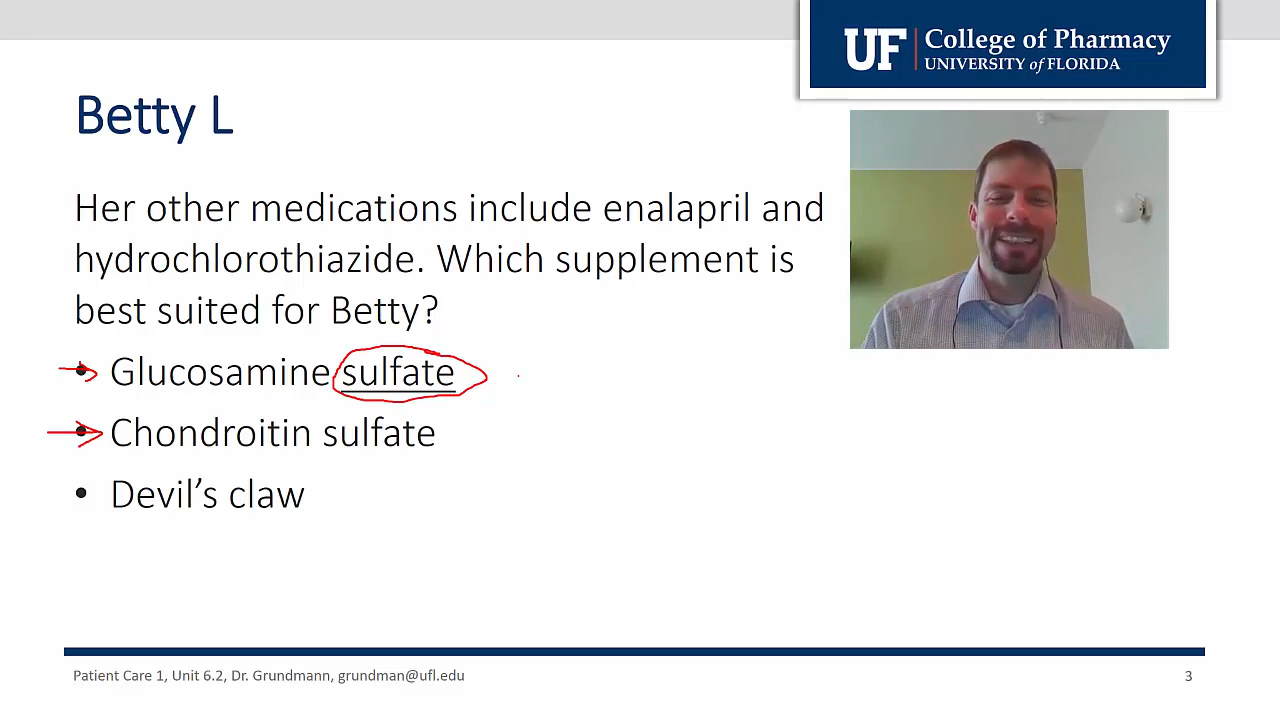 UF College of Pharmacy
UNIVERSITY of FLORIDA
Betty L
Her other medications include enalapril and
hydrochlorothiazide. Which supplement is
best suited for Betty?
• Glucosamine sulfate
• Chondroitin sulfate
• Devil’s claw
Patient Care 1, Unit 6.2, Dr. Grundmann, grundman@ufl.edu
3